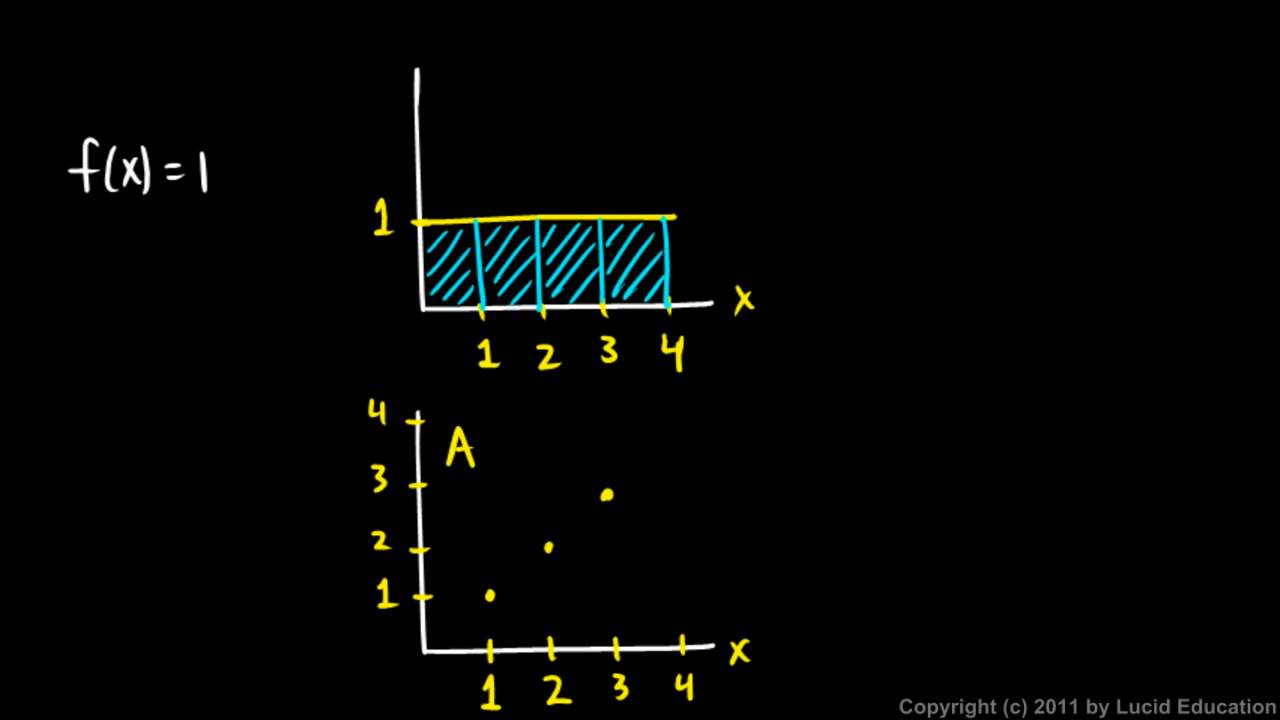 f(x) = 1
1
x
1 2 3 4
4
A
3
2
1
x
1 2 3 4
Copyright (c) 2011 by Lucid Education